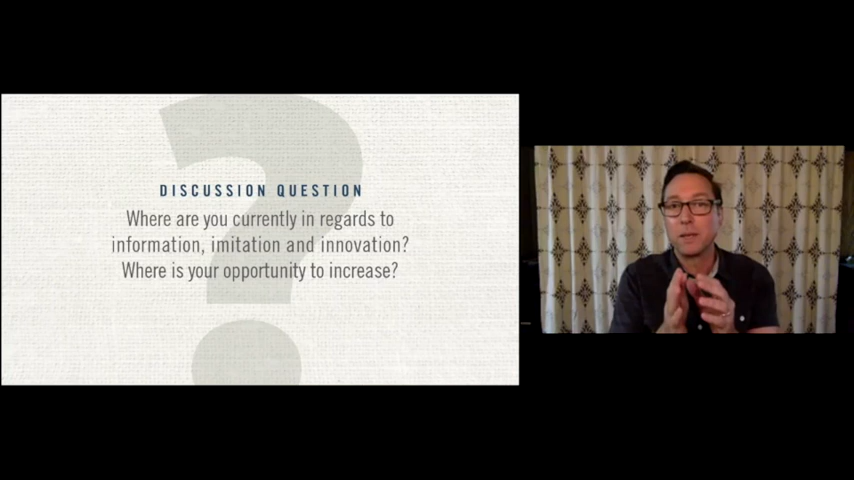 DISCUSSION QUESTION
Where are you currently in regards to
information, imitation and innovation?
Where is your opportunity to increase?